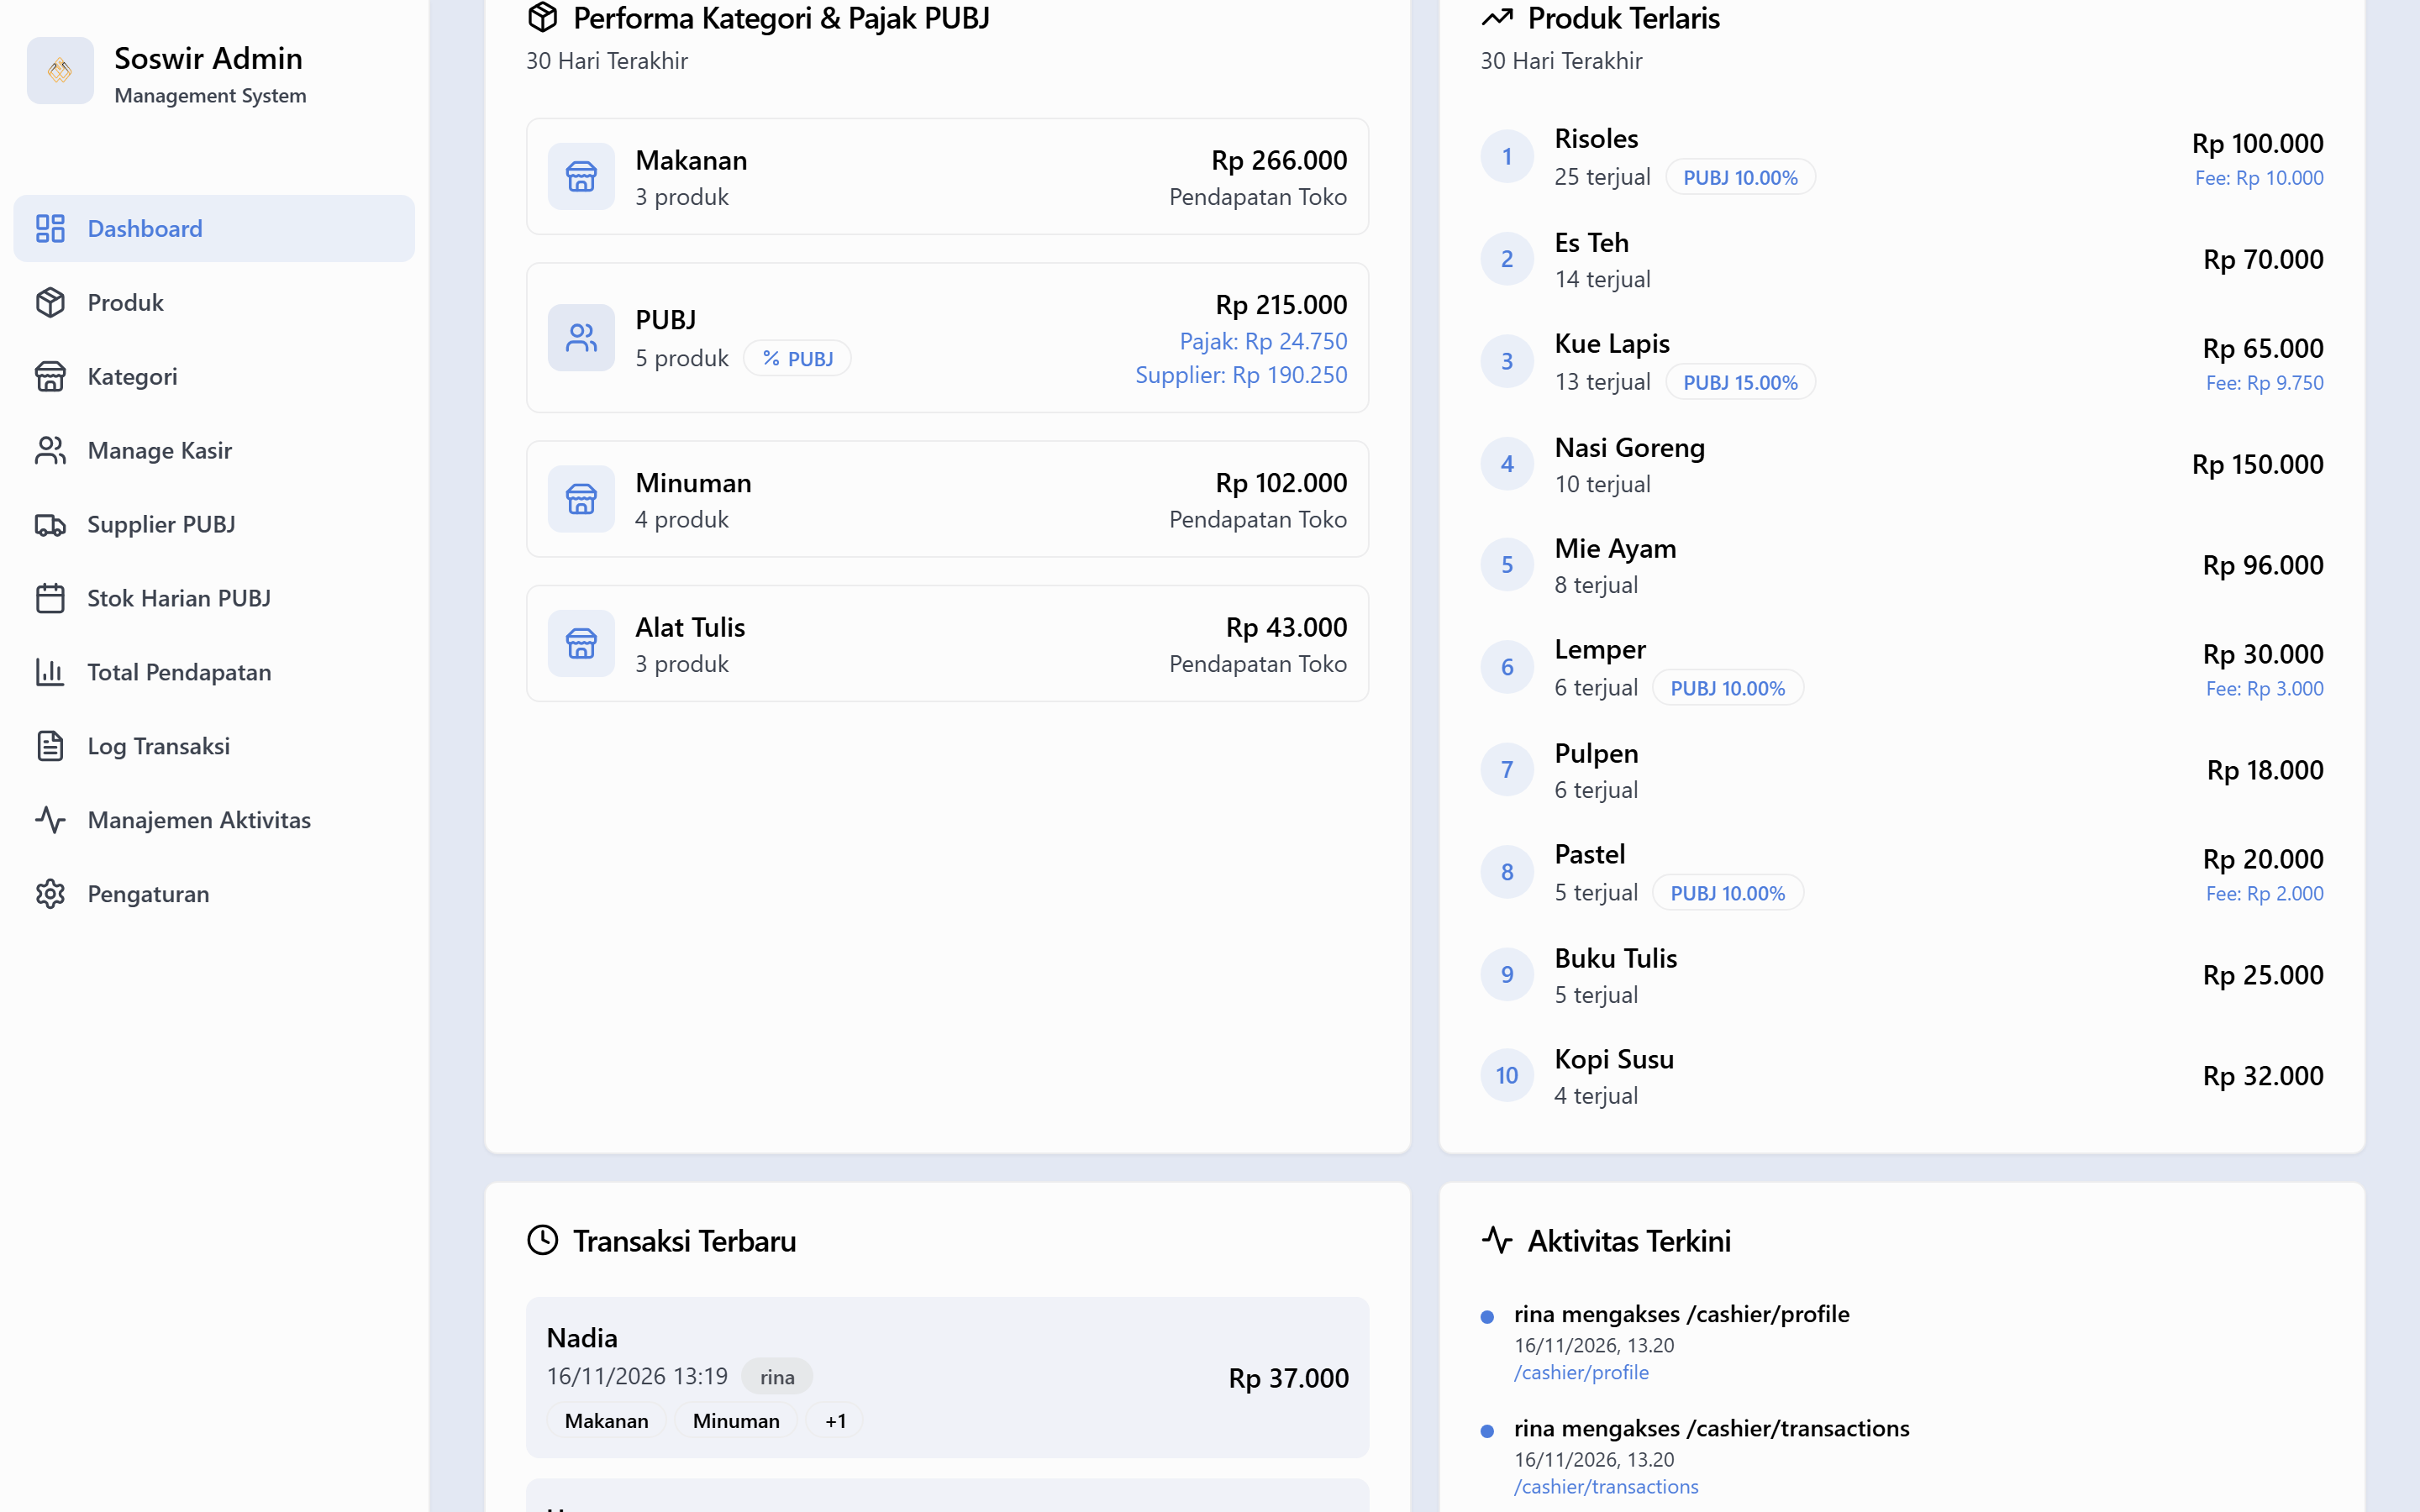 Soswir Admin
Management System
Dashboard
Produk
Kategori
Manage Kasir
Supplier PUBJ
Stok Harian PUBJ
Total Pendapatan
Log Transaksi
Manajemen Aktivitas
Pengaturan
Performa Kategori & Pajak PUBJ
30 Hari Terakhir
Makanan
3 produk
Rp 266.000
Pendapatan Toko
PUBJ
5 produk
PUBJ
Rp 215.000
Pajak: Rp 24.750
Supplier: Rp 190.250
Minuman
4 produk
Rp 102.000
Pendapatan Toko
Alat Tulis
3 produk
Rp 43.000
Pendapatan Toko
Produk Terlaris
30 Hari Terakhir
1
Risoles
25 terjual
PUBJ 10.00%
Rp 100.000
Fee: Rp 10.000
2
Es Teh
14 terjual
Rp 70.000
3
Kue Lapis
13 terjual
PUBJ 15.00%
Rp 65.000
Fee: Rp 9.750
4
Nasi Goreng
10 terjual
Rp 150.000
5
Mie Ayam
8 terjual
Rp 96.000
6
Lemper
6 terjual
PUBJ 10.00%
Rp 30.000
Fee: Rp 3.000
7
Pulpen
6 terjual
Rp 18.000
8
Pastel
5 terjual
PUBJ 10.00%
Rp 20.000
Fee: Rp 2.000
9
Buku Tulis
5 terjual
Rp 25.000
10
Kopi Susu
4 terjual
Rp 32.000
Transaksi Terbaru
Nadia
16/11/2026 13:19
rina
Makanan
Minuman
+1
Rp 37.000
Aktivitas Terkini
rina mengakses /cashier/profile
16/11/2026, 13.20
/cashier/profile
rina mengakses /cashier/transactions
16/11/2026, 13.20
/cashier/transactions